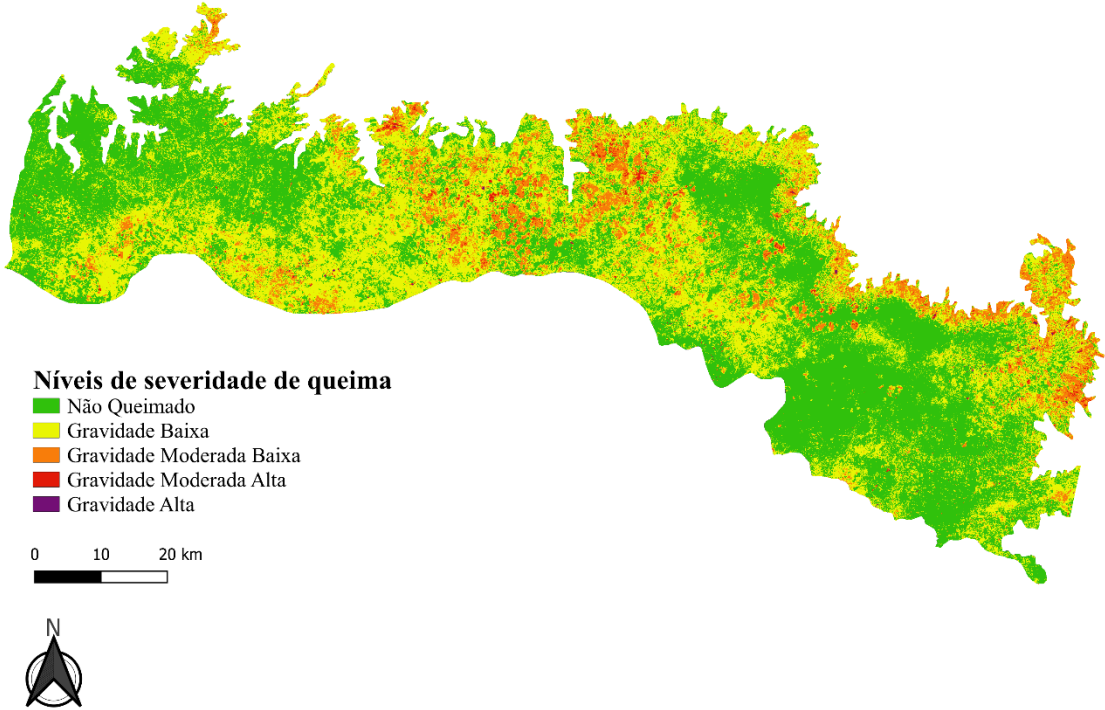 Níveis de severidade de queima
Não Queimado
Gravidade Baixa
Gravidade Moderada Baixa
Gravidade Moderada Alta
Gravidade Alta
0 10 20 km
N